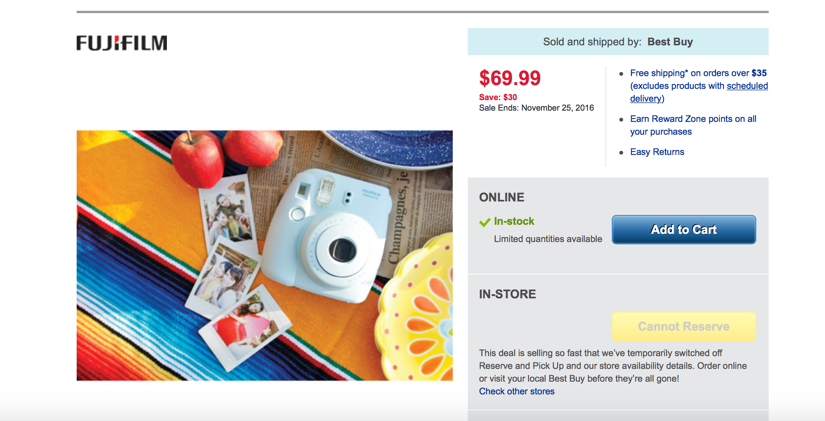 FUJIFILM
Sold and shipped by: Best Buy
$69.99
Save: $30
Sale Ends: November 25, 2016
Free shipping* on orders over $35
(excludes products with scheduled
delivery)
Earn Reward Zone points on all
your purchases
Easy Returns
ONLINE
In-stock
Limited quantities available
Add to Cart
IN-STORE
Cannot Reserve
This deal is selling so fast that we've temporarily switched off
Reserve and Pick Up and our store availability details. Order online
or visit your local Best Buy before they're all gone!
Check other stores
Champagnes, je